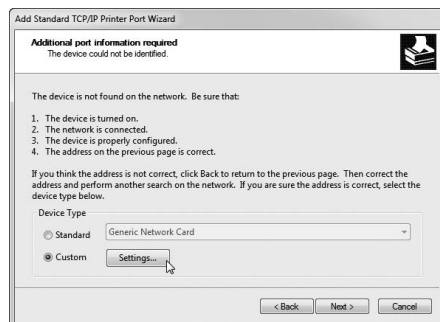 Add Standard TCP/IP Printer Port Wizard
Additional port information required
The device could not be identified.
The device is not found on the network. Be sure that:
1. The device is turned on.
2. The network is connected.
3. The device is properly configured.
4. The address on the previous page is correct.
If you think the address is not correct, click Back to return to the previous page. Then correct the
address and perform another search on the network. If you are sure the address is correct, select the
device type below.
Device Type
Standard Generic Network Card
Custom Settings...
< Back Next > Cancel